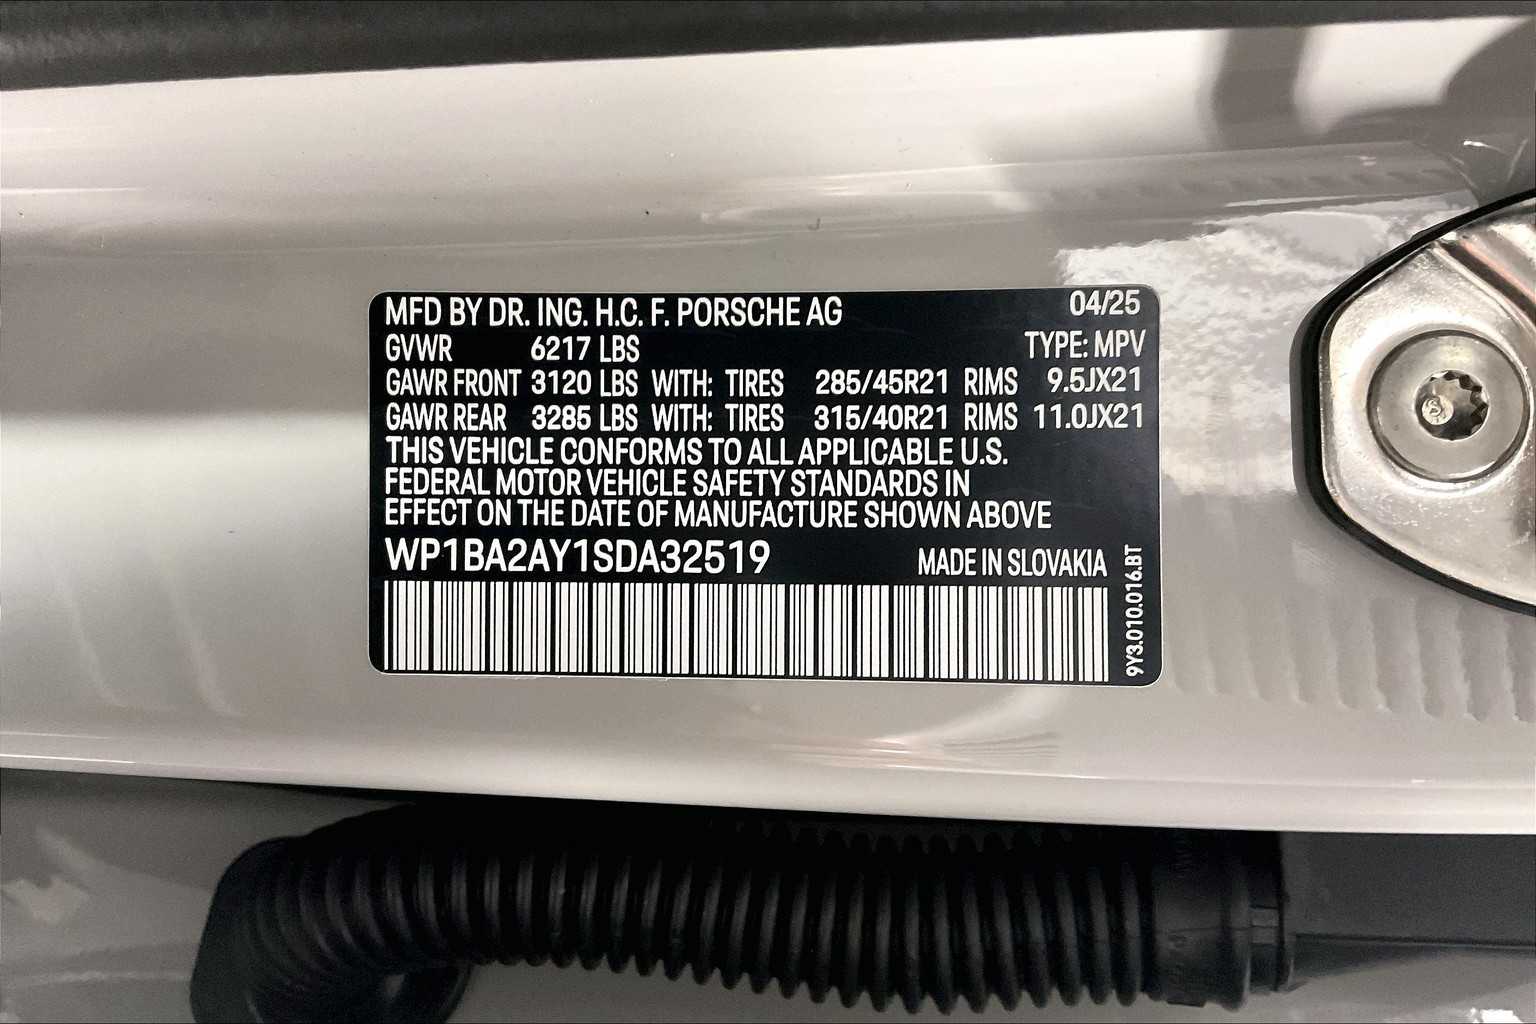 MFD BY DR. ING. H.C. F. PORSCHE AG 04/25
GVWR 6217 LBS TYPE: MPV
GAWR FRONT 3120 LBS WITH: TIRES 285/45R21 RIMS 9.5JX21
GAWR REAR 3285 LBS WITH: TIRES 315/40R21 RIMS 11.0JX21
THIS VEHICLE CONFORMS TO ALL APPLICABLE U.S.
FEDERAL MOTOR VEHICLE SAFETY STANDARDS IN
EFFECT ON THE DATE OF MANUFACTURE SHOWN ABOVE
WP1BA2AY1SDA32519 MADE IN SLOVAKIA
9Y3.010.016.BT